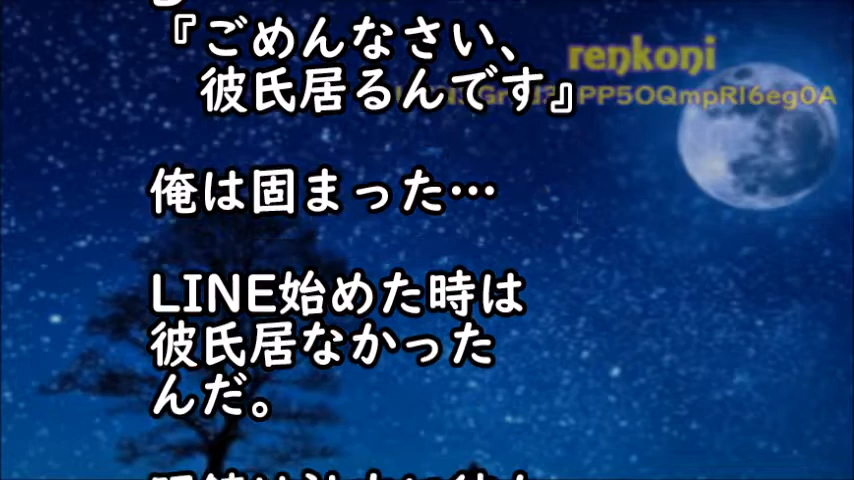 『ごめんなさい、
彼氏居るんです』
renkoni
俺は固まった…
LINE始めた時は
彼氏居なかった
んだ。